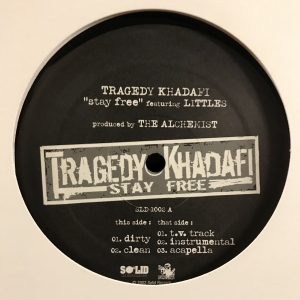 TRAGEDY KHADAFI
"stay free" featuring LITTLES
produced by THE ALCHEMIST
TRAGEDY KHADAFI
STAY FREE
SLD-1002 A
this side : that side :
01. dirty 01. t.v. track
02. clean 02. instrumental
03. acapella
SOLID